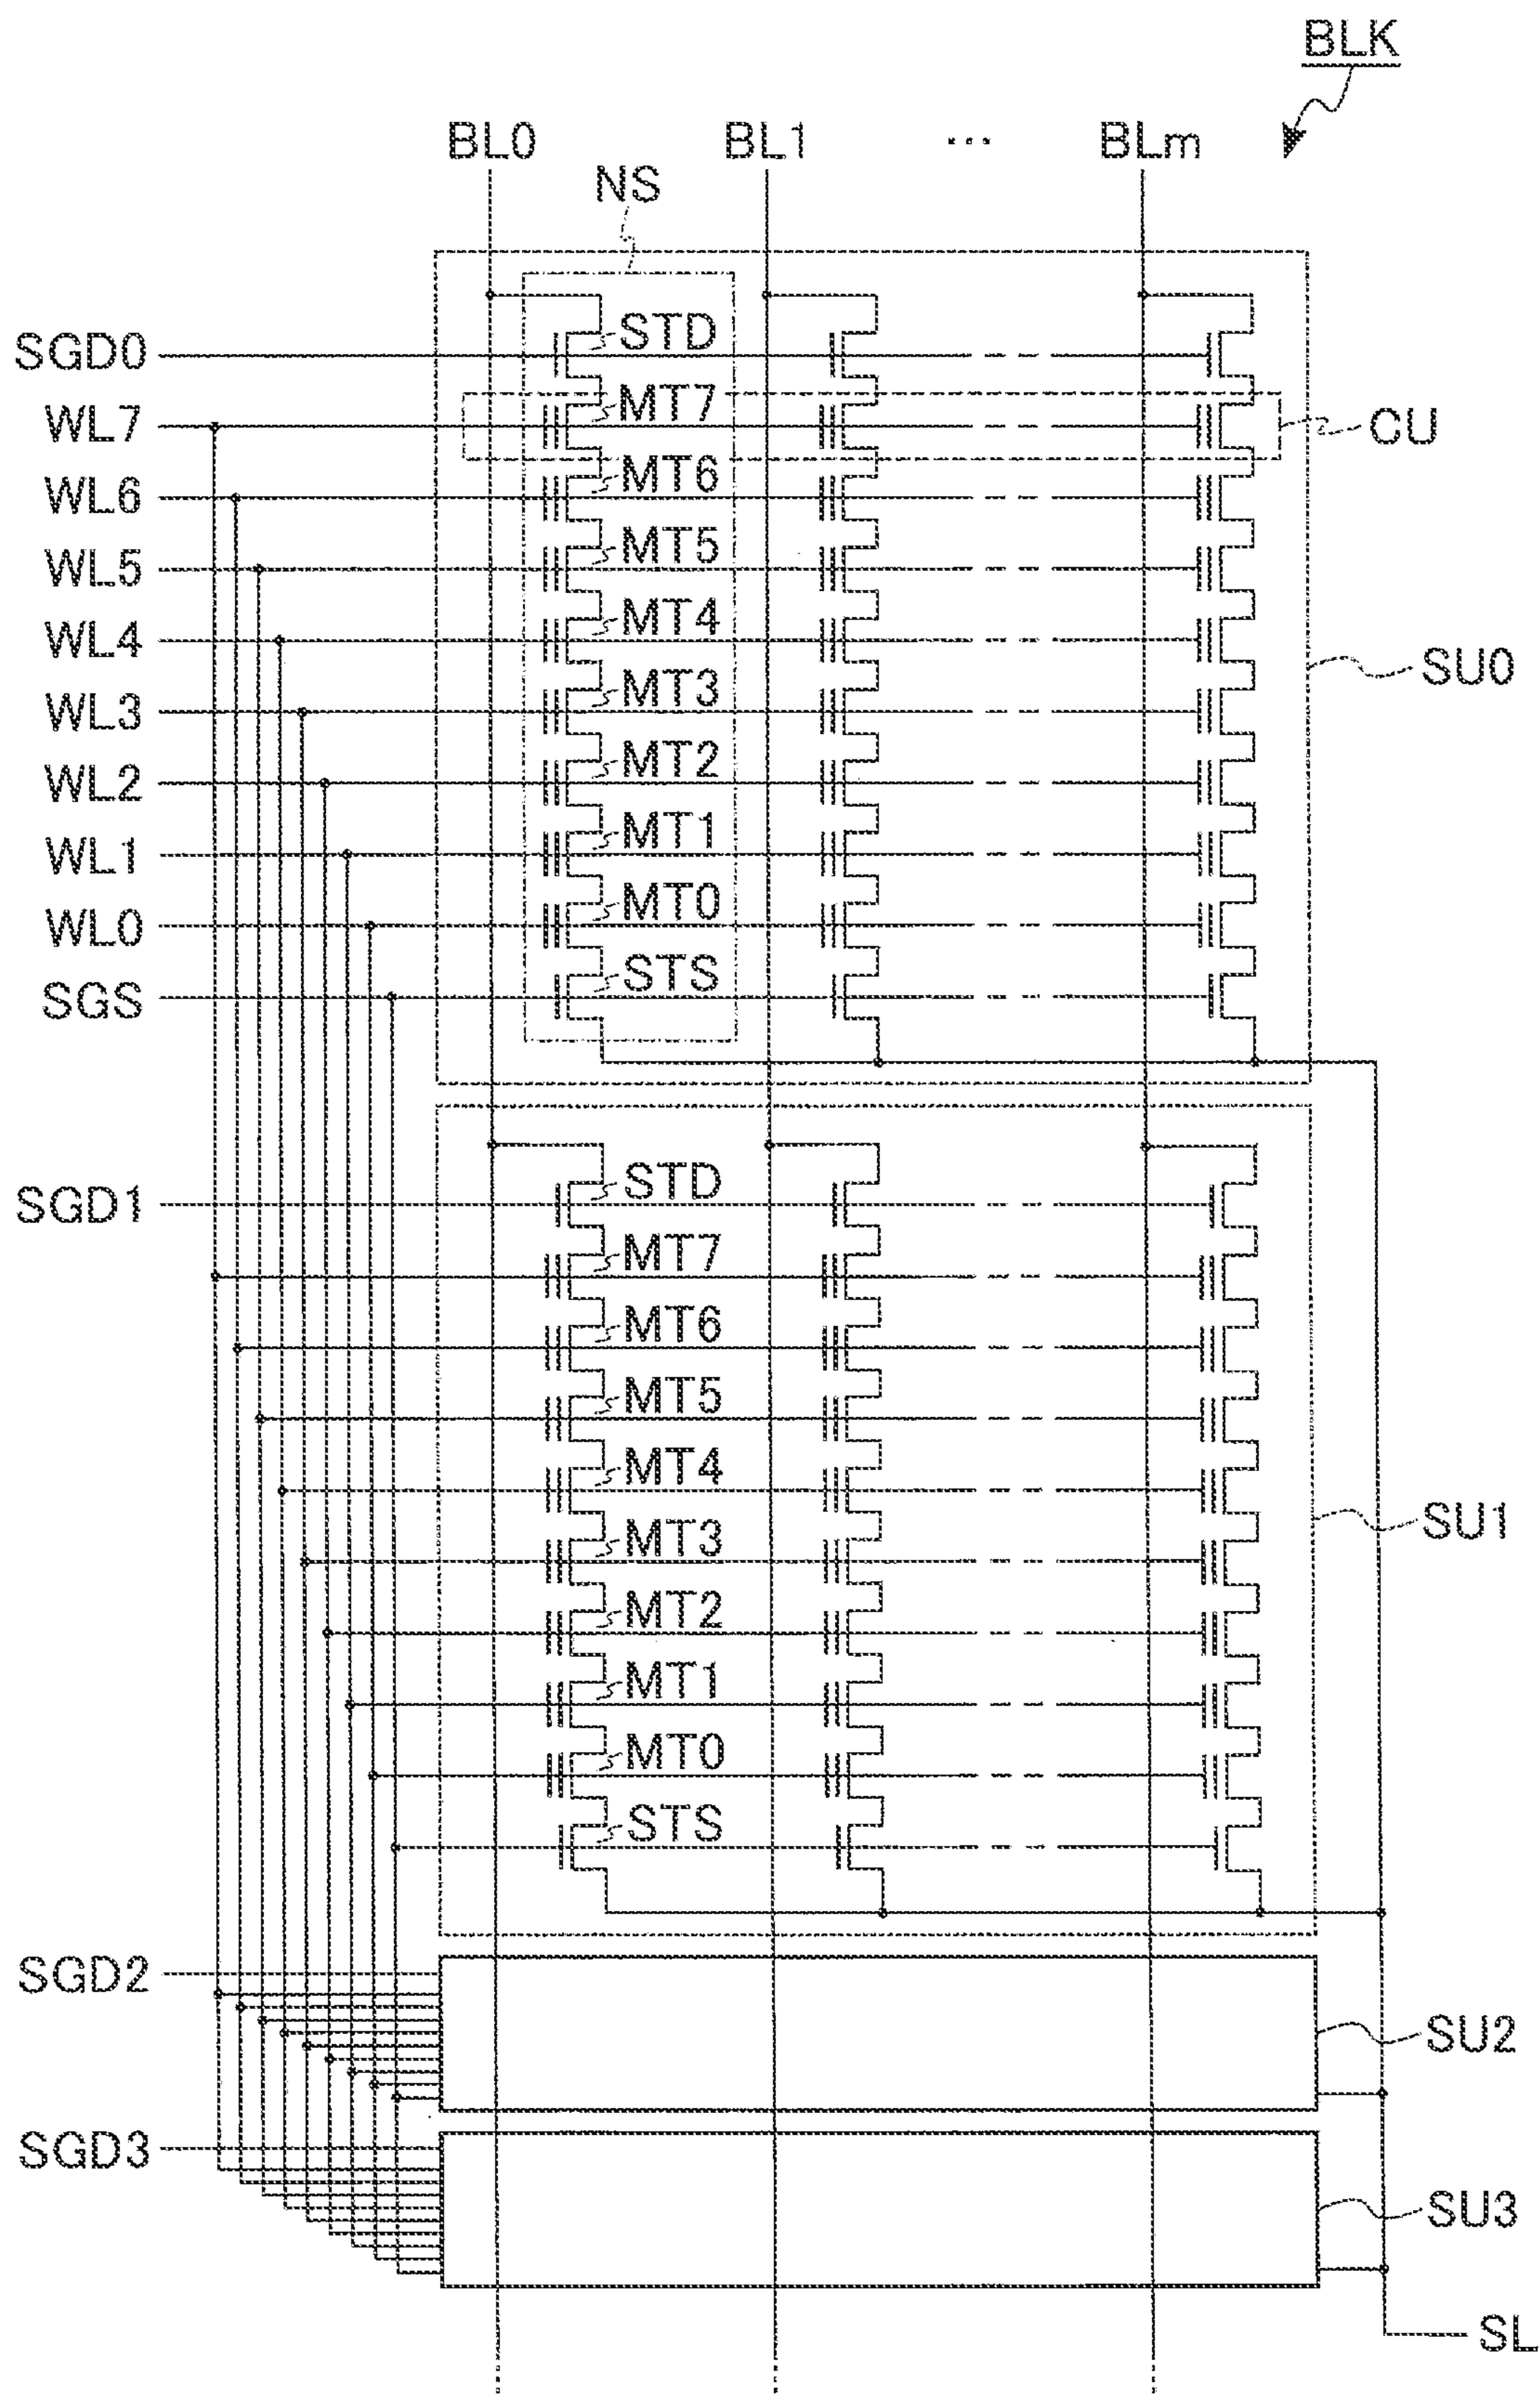 BLK
BL0 BL1 ... BLm
NS
SGD0 STD
WL7 MT7 CU
WL6 MT6
WL5 MT5
WL4 MT4
SU0
WL3 MT3
WL2 MT2
WL1 MT1
WL0 MT0
SGS STS
SGD1 STD
MT7
MT6
MT5
MT4
SU1
MT3
MT2
MT1
MT0
STS
SGD2
SU2
SGD3
SU3
SL